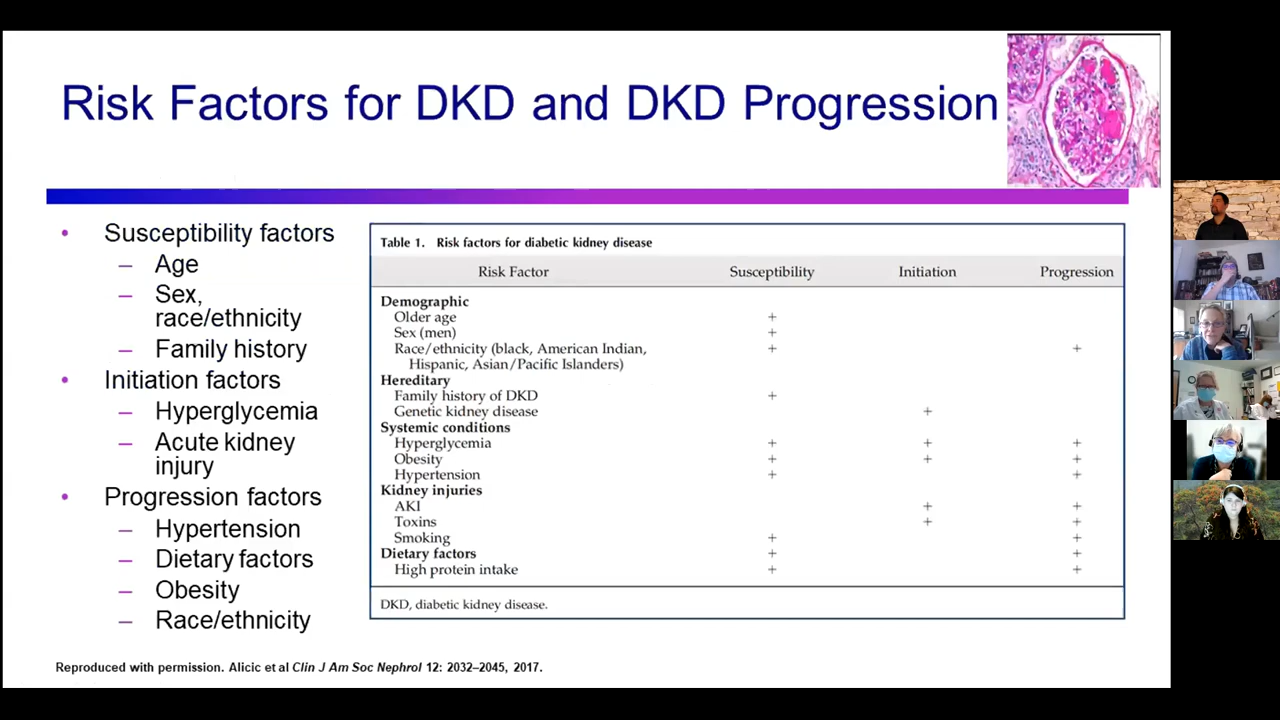 Risk Factors for DKD and DKD Progression
• Susceptibility factors
– Age
– Sex,
race/ethnicity
– Family history
• Initiation factors
– Hyperglycemia
– Acute kidney
injury
• Progression factors
– Hypertension
– Dietary factors
– Obesity
– Race/ethnicity
Table 1. Risk factors for diabetic kidney disease
Risk Factor Susceptibility Initiation Progression
Demographic
Older age +
Sex (men) +
Race/ethnicity (black, American Indian, + +
Hispanic, Asian/Pacific Islanders)
Hereditary
Family history of DKD +
Genetic kidney disease +
Systemic conditions
Hyperglycemia + + +
Obesity + + +
Hypertension + +
Kidney injuries
AKI + +
Toxins + +
Smoking + +
Dietary factors + +
High protein intake + +
DKD, diabetic kidney disease.
Reproduced with permission. Alicic et al Clin J Am Soc Nephrol 12: 2032–2045, 2017.